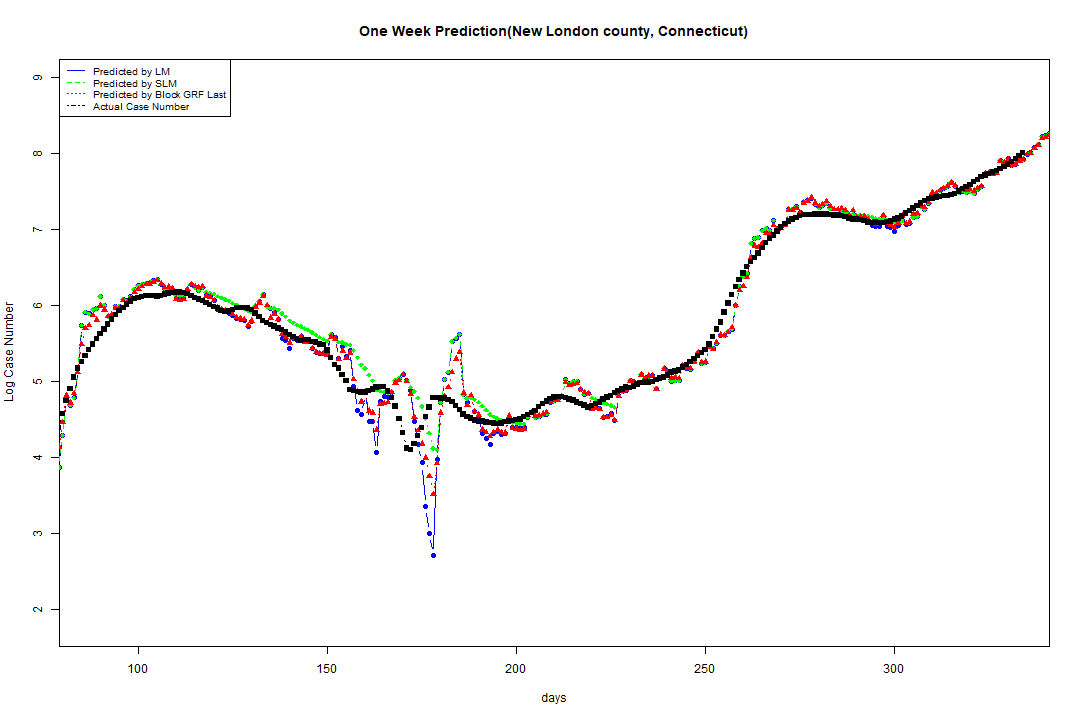 One Week Prediction(New London county, Connecticut)
Predicted by LM
Predicted by SLM
Predicted by Block GRF Last
Actual Case Number
9
8
7
6
5
4
3
2
Log Case Number
100 150 200 250 300
days